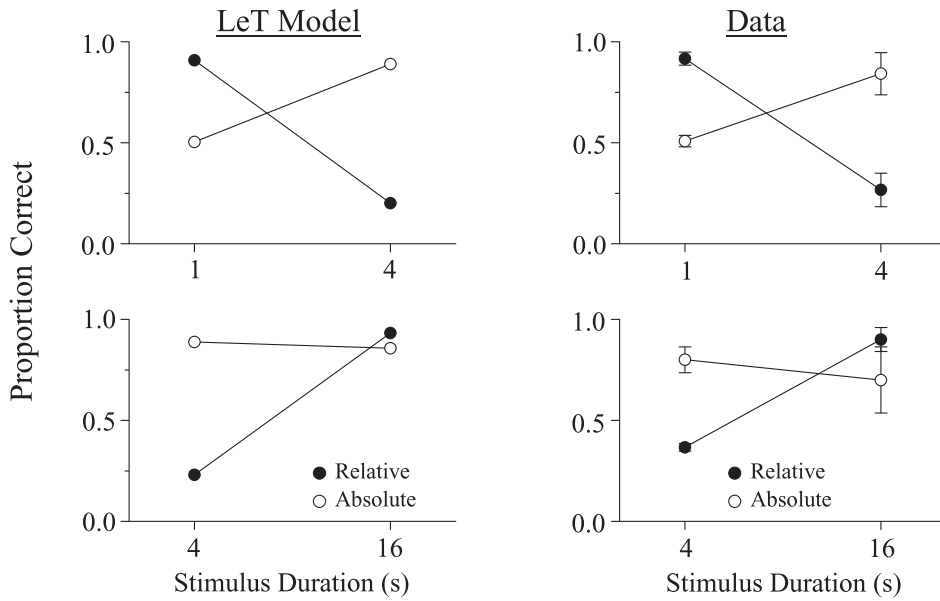 LeT Model
Data
Proportion Correct
1.0
0.5
0.0
1
4
1.0
0.5
0.0
1
4
1.0
0.5
0.0
4
16
Relative
Absolute
Stimulus Duration (s)
1.0
0.5
0.0
4
16
Relative
Absolute
Stimulus Duration (s)